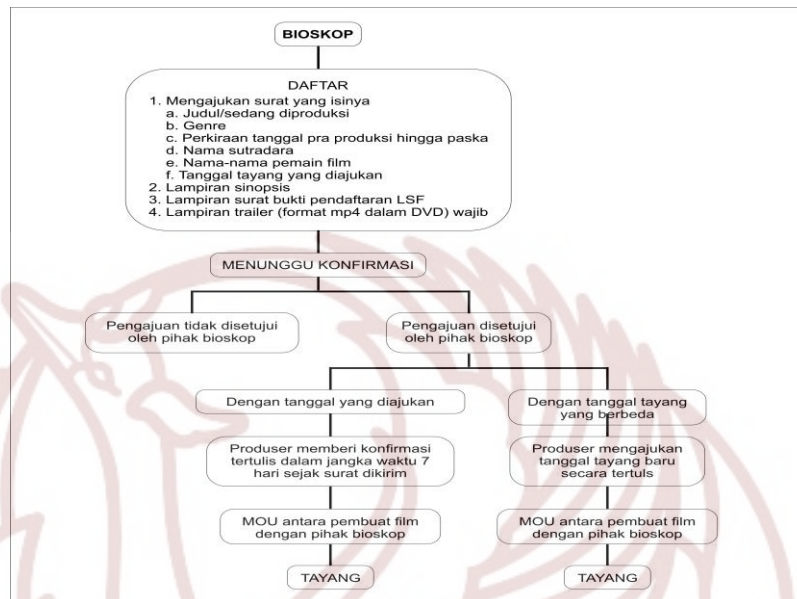 BIOSKOP
DAFTAR
1. Mengajukan surat yang isinya
a. Judul/sedang diproduksi
b. Genre
c. Perkiraan tanggal pra produksi hingga paska
d. Nama sutradara
e. Nama-nama pemain film
f. Tanggal tayang yang diajukan
2. Lampiran sinopsis
3. Lampiran surat bukti pendaftaran LSF
4. Lampiran trailer (format mp4 dalam DVD) wajib
MENUNGGU KONFIRMASI
Pengajuan tidak disetujui
oleh pihak bioskop
Pengajuan disetujui
oleh pihak bioskop
Dengan tanggal yang diajukan
Dengan tanggal tayang
yang berbeda
Produser memberi konfirmasi
tertulis dalam jangka waktu 7
hari sejak surat dikirim
Produser mengajukan
tanggal tayang baru
secara tertuls
MOU antara pembuat film
dengan pihak bioskop
MOU antara pembuat film
dengan pihak bioskop
TAYANG
TAYANG